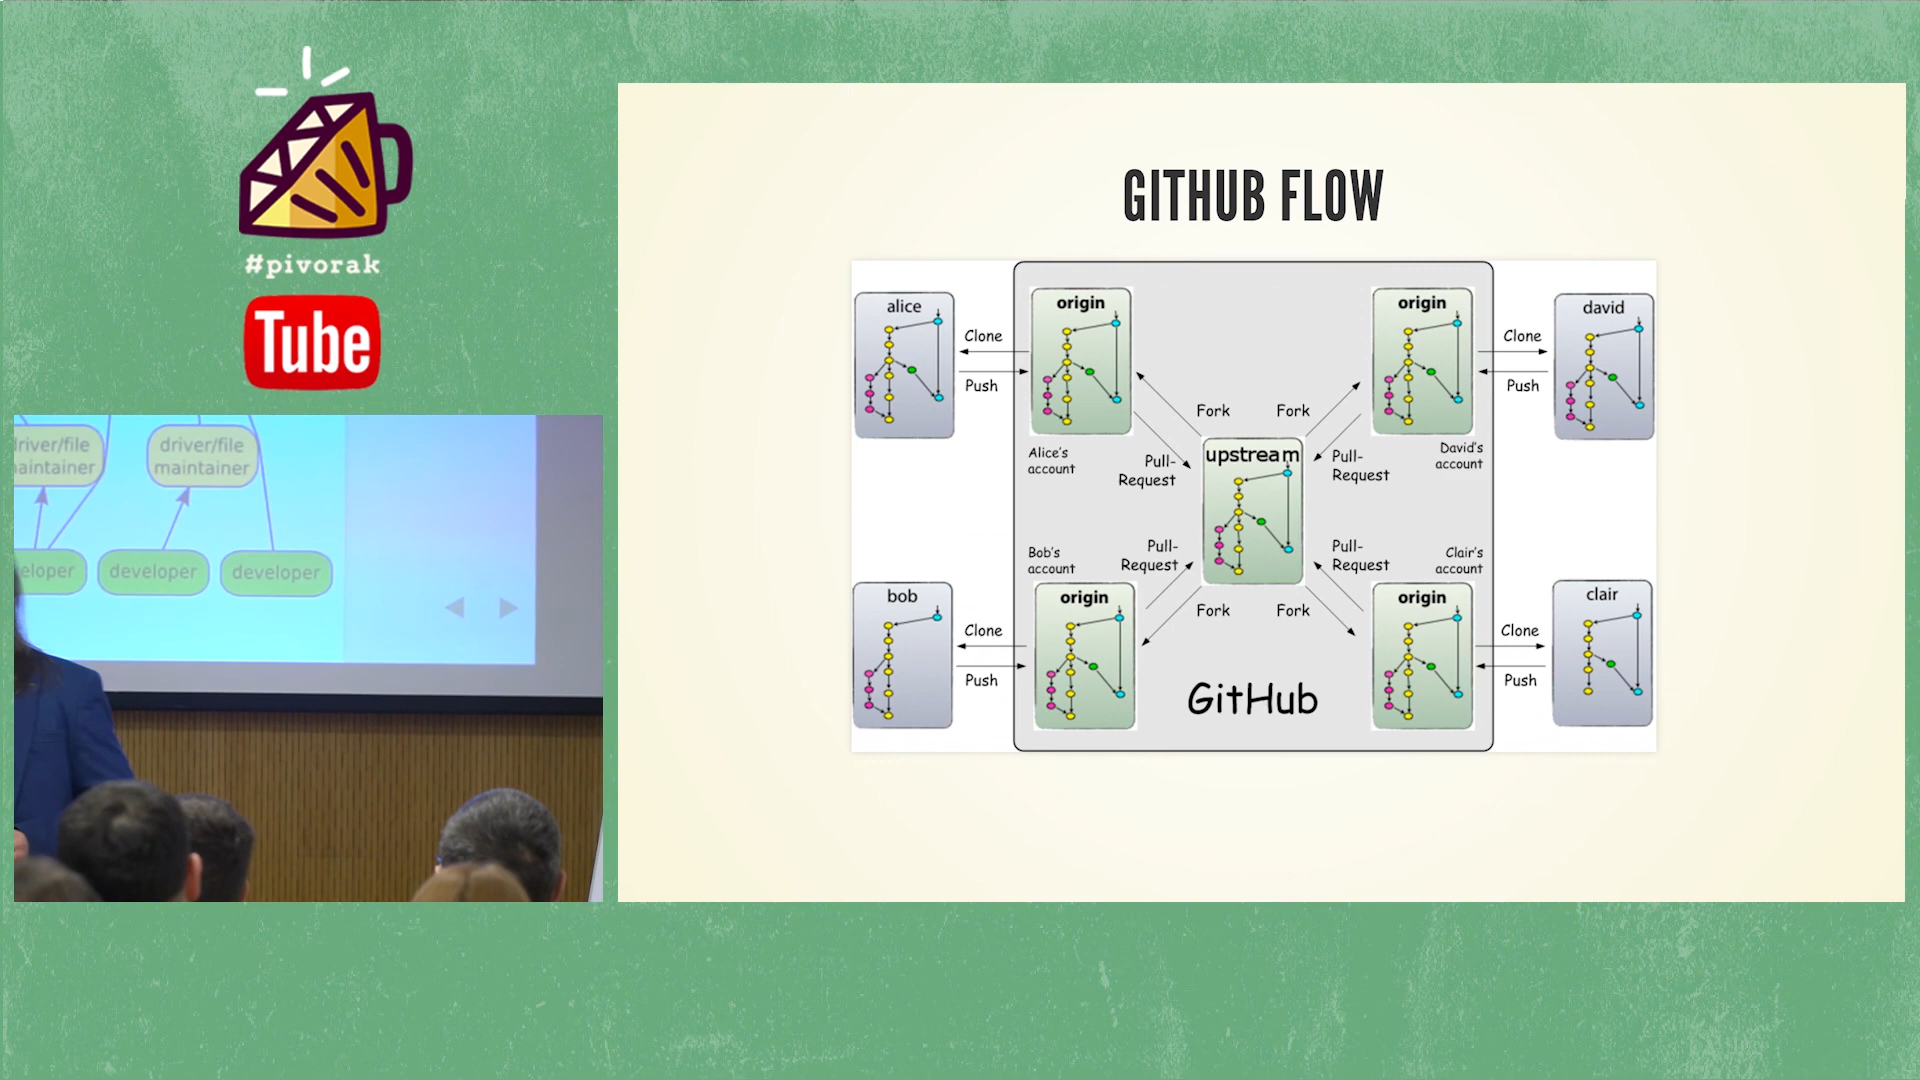 #pivorak
Tube
driver/file
maintainer
driver/file
maintainer
developer
developer
GITHUB FLOW
alice
origin
origin
david
Clone
Push
Clone
Push
Fork
Fork
Alice's
account
Pull-
Request
upstream
Pull-
Request
David's
account
Bob's
account
Pull-
Request
Pull-
Request
Clair's
account
bob
origin
origin
clair
Clone
Push
Fork
Fork
Clone
Push
GitHub